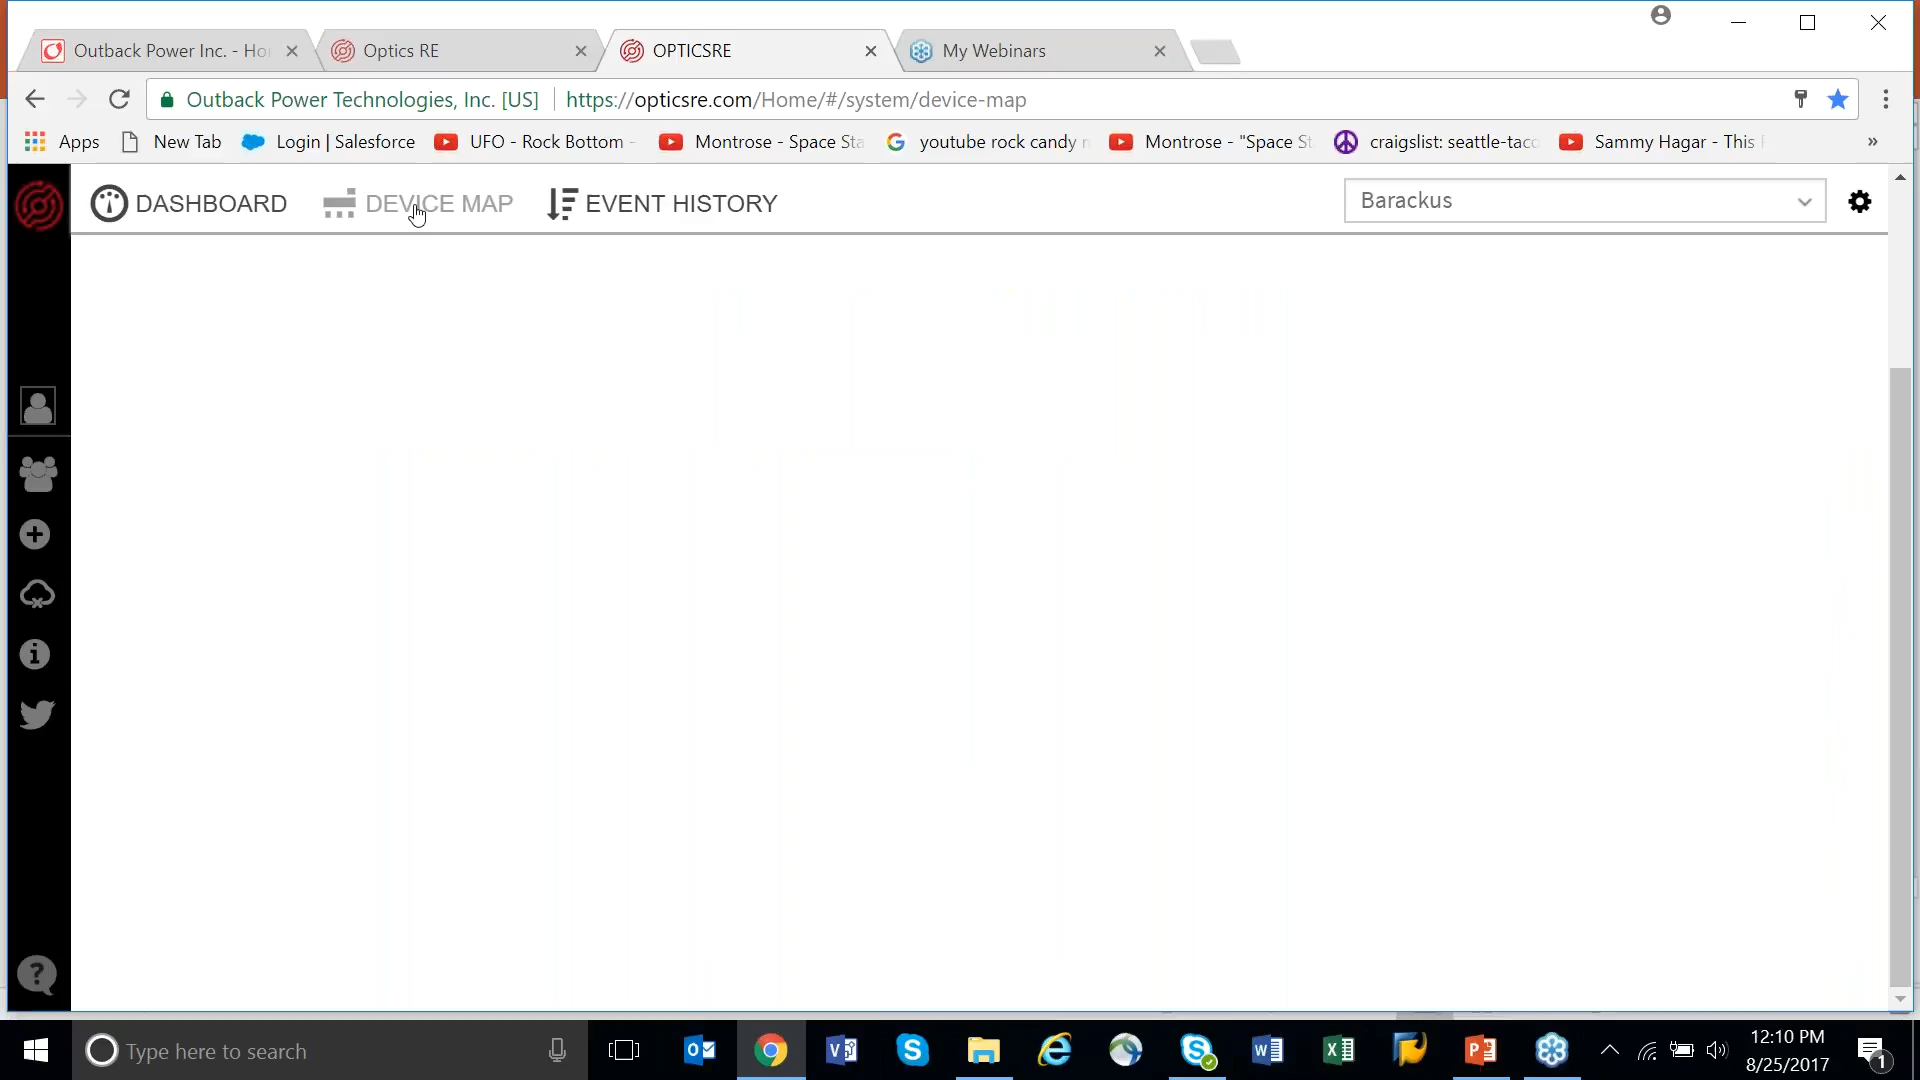 Outback Power Inc. - Ho
Optics RE
OPTICSRE
My Webinars
Outback Power Technologies, Inc. [US]
https://opticsre.com/Home/#/system/device-map
Apps
New Tab
Login | Salesforce
UFO - Rock Bottom -
Montrose - Space Sta
youtube rock candy
Montrose - "Space St
craigslist: seattle-taco
Sammy Hagar - This
»
DASHBOARD
DEVICE MAP
EVENT HISTORY
Barackus
Type here to search
12:10 PM
8/25/2017
1